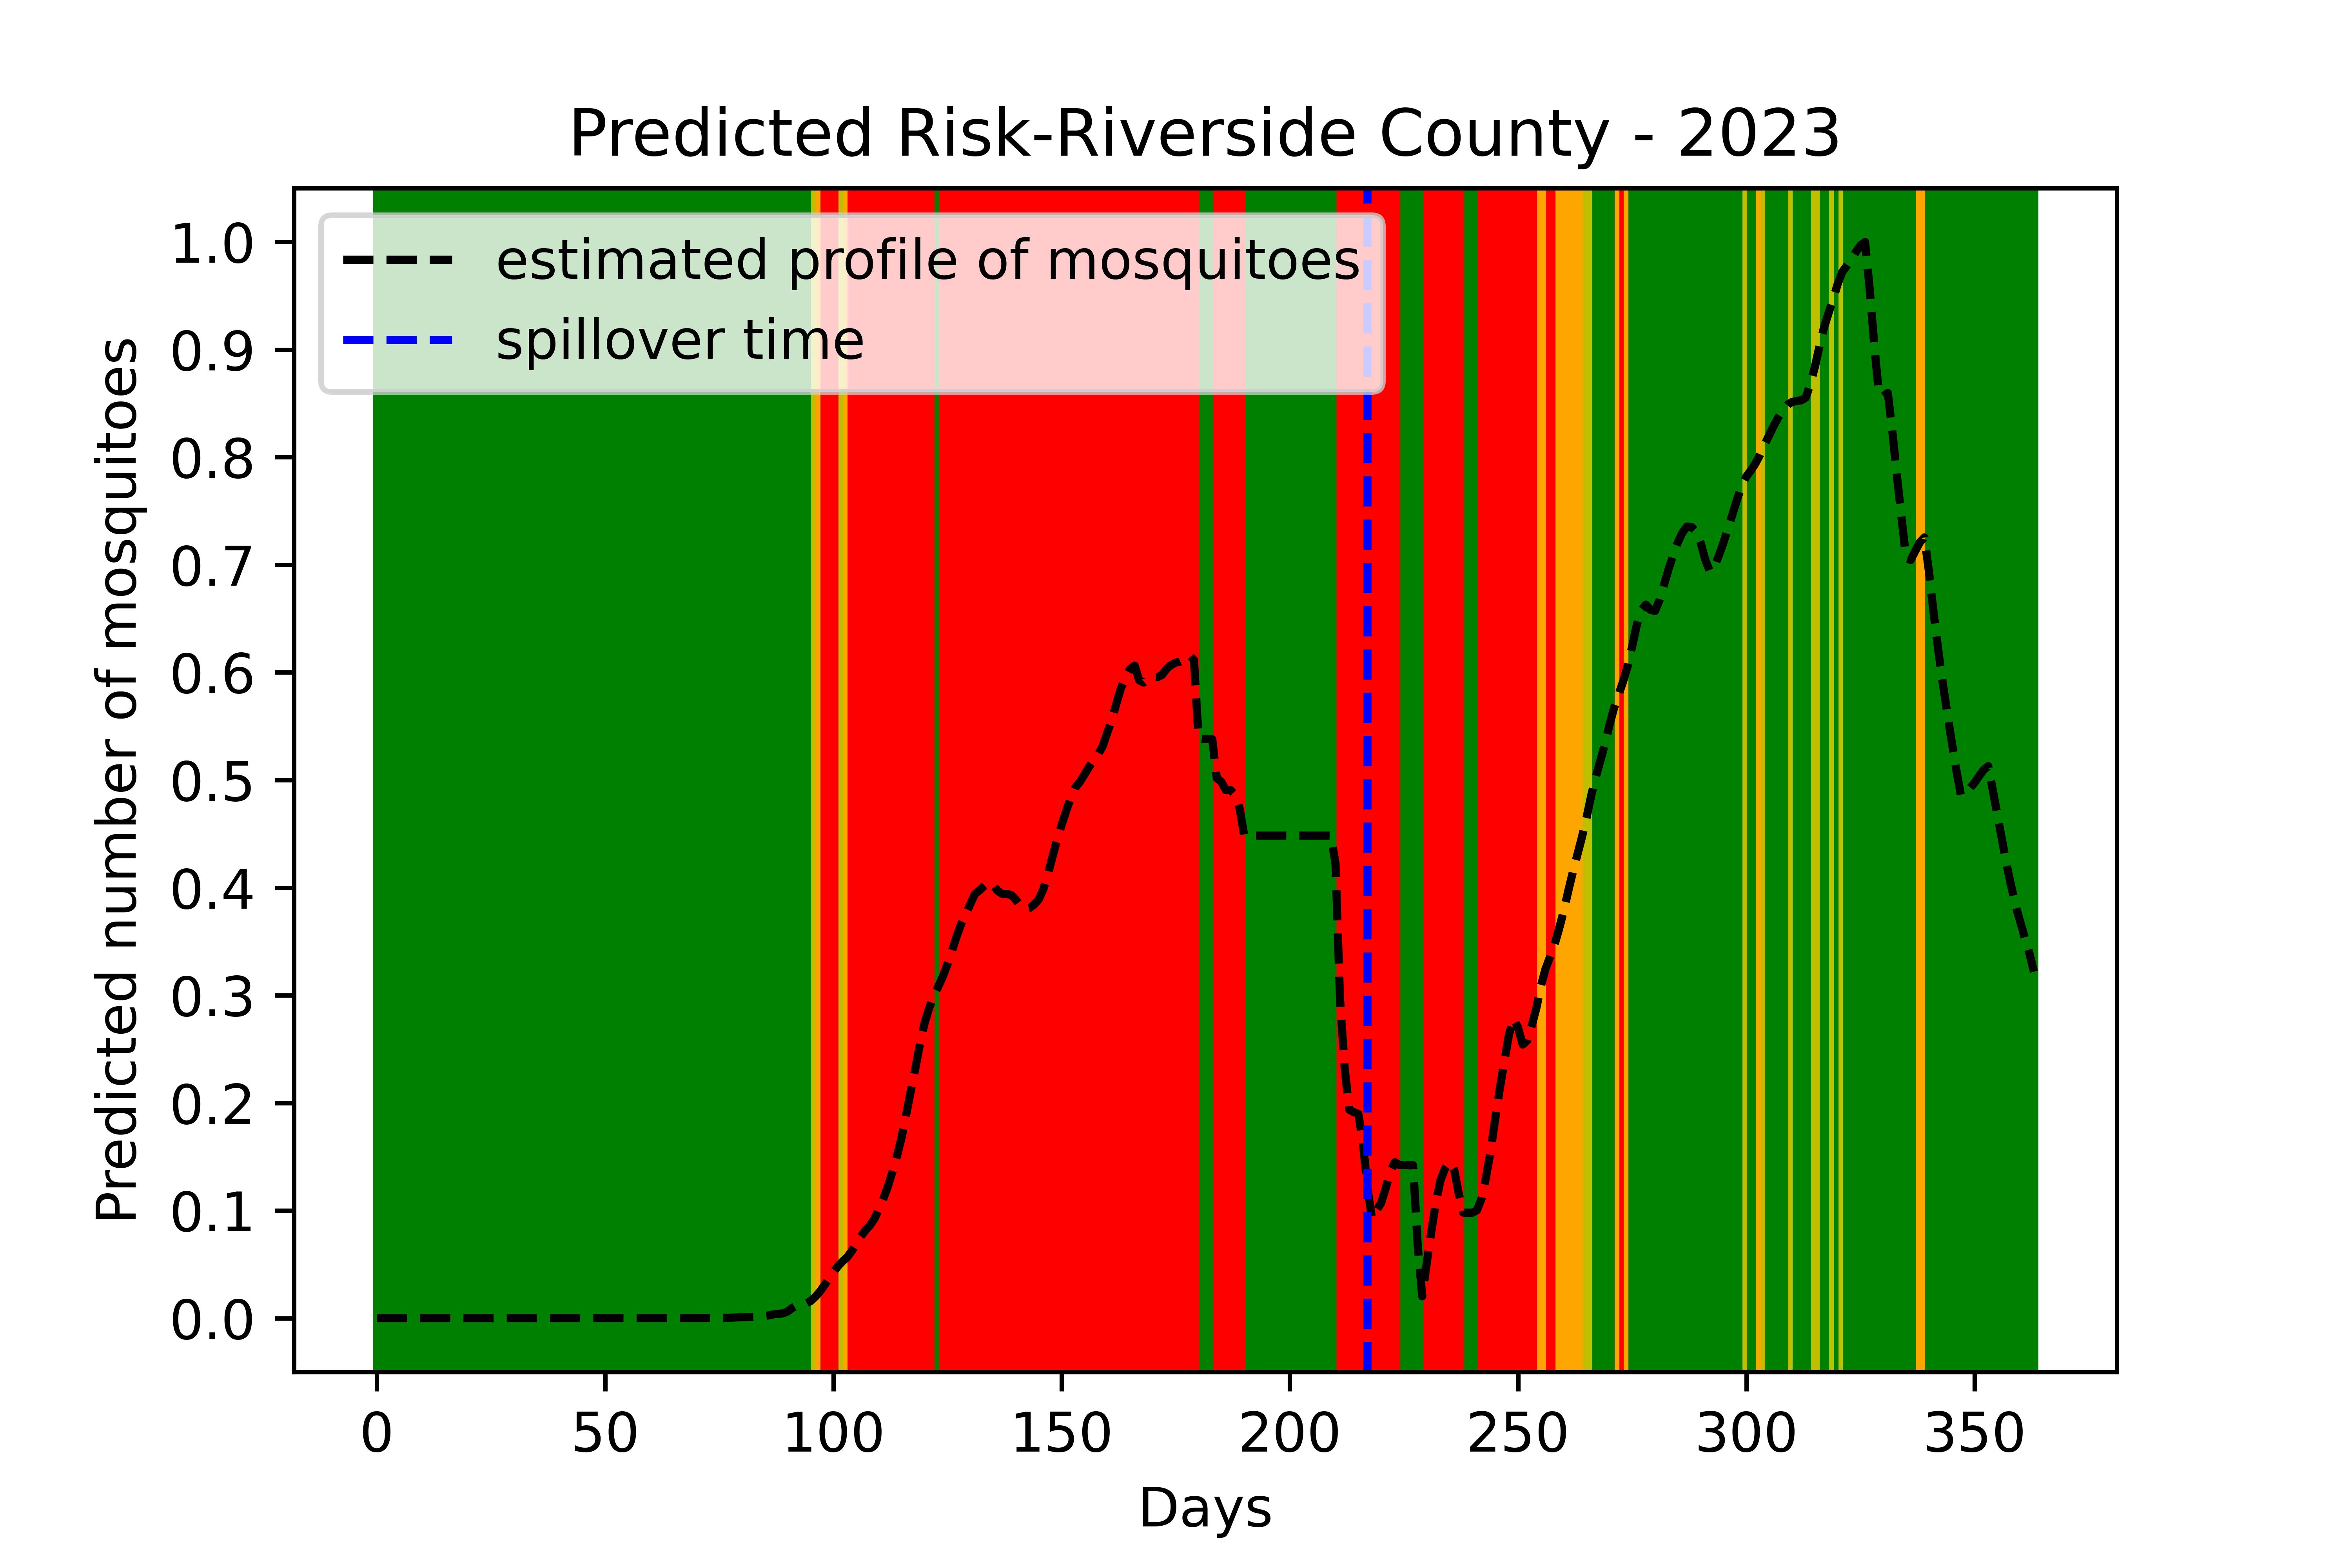 Predicted Risk-Riverside County - 2023
estimated profile of mosquitoes
spillover time
Predicted number of mosquitoes
1.0
0.9
0.8
0.7
0.6
0.5
0.4
0.3
0.2
0.1
0.0
0 50 100 150 200 250 300 350
Days